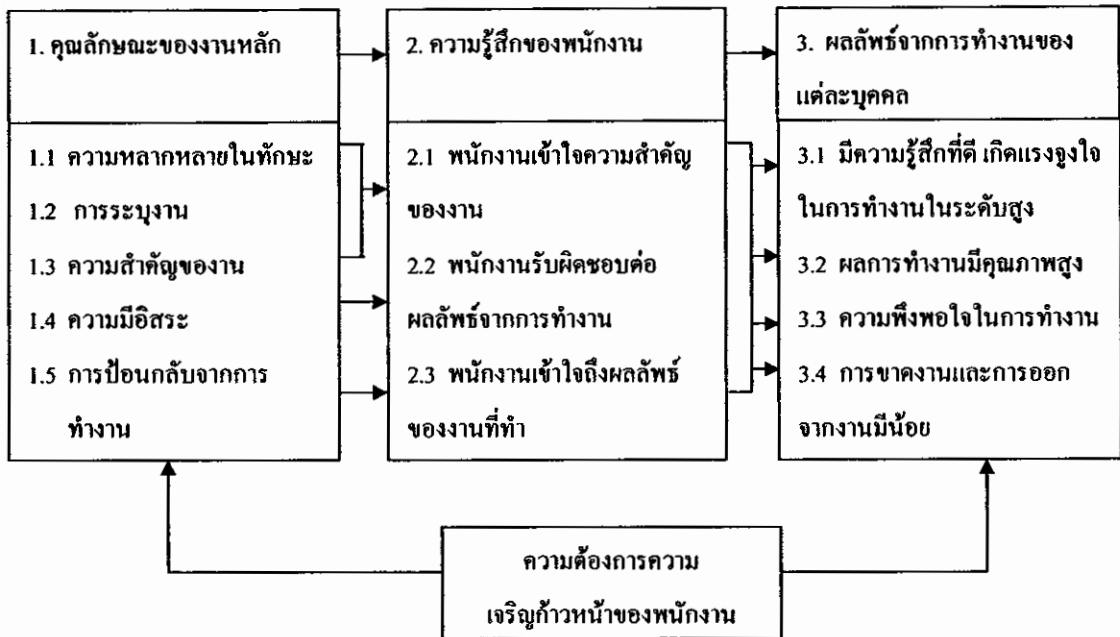 1. คุณลักษณะของงานหลัก
2. ความรู้สึกของพนักงาน
3. ผลลัพธ์จากการทำงานของ
แต่ละบุคคล
1.1 ความหลากหลายในทักษะ
1.2 การระบุงาน
1.3 ความสำคัญของงาน
1.4 ความมีอิสระ
1.5 การป้อนกลับจากการ
ทำงาน
2.1 พนักงานเข้าใจความสำคัญ
ของงาน
2.2 พนักงานรับผิดชอบต่อ
ผลลัพธ์จากการทำงาน
2.3 พนักงานเข้าใจถึงผลลัพธ์
ของงานที่ทำ
3.1 มีความรู้สึกที่ดี เกิดแรงจูงใจ
ในการทำงานในระดับสูง
3.2 ผลการทำงานมีคุณภาพสูง
3.3 ความพึงพอใจในการทำงาน
3.4 การขาดงานและการออก
จากงานมีน้อย
ความต้องการความ
เจริญก้าวหน้าของพนักงาน